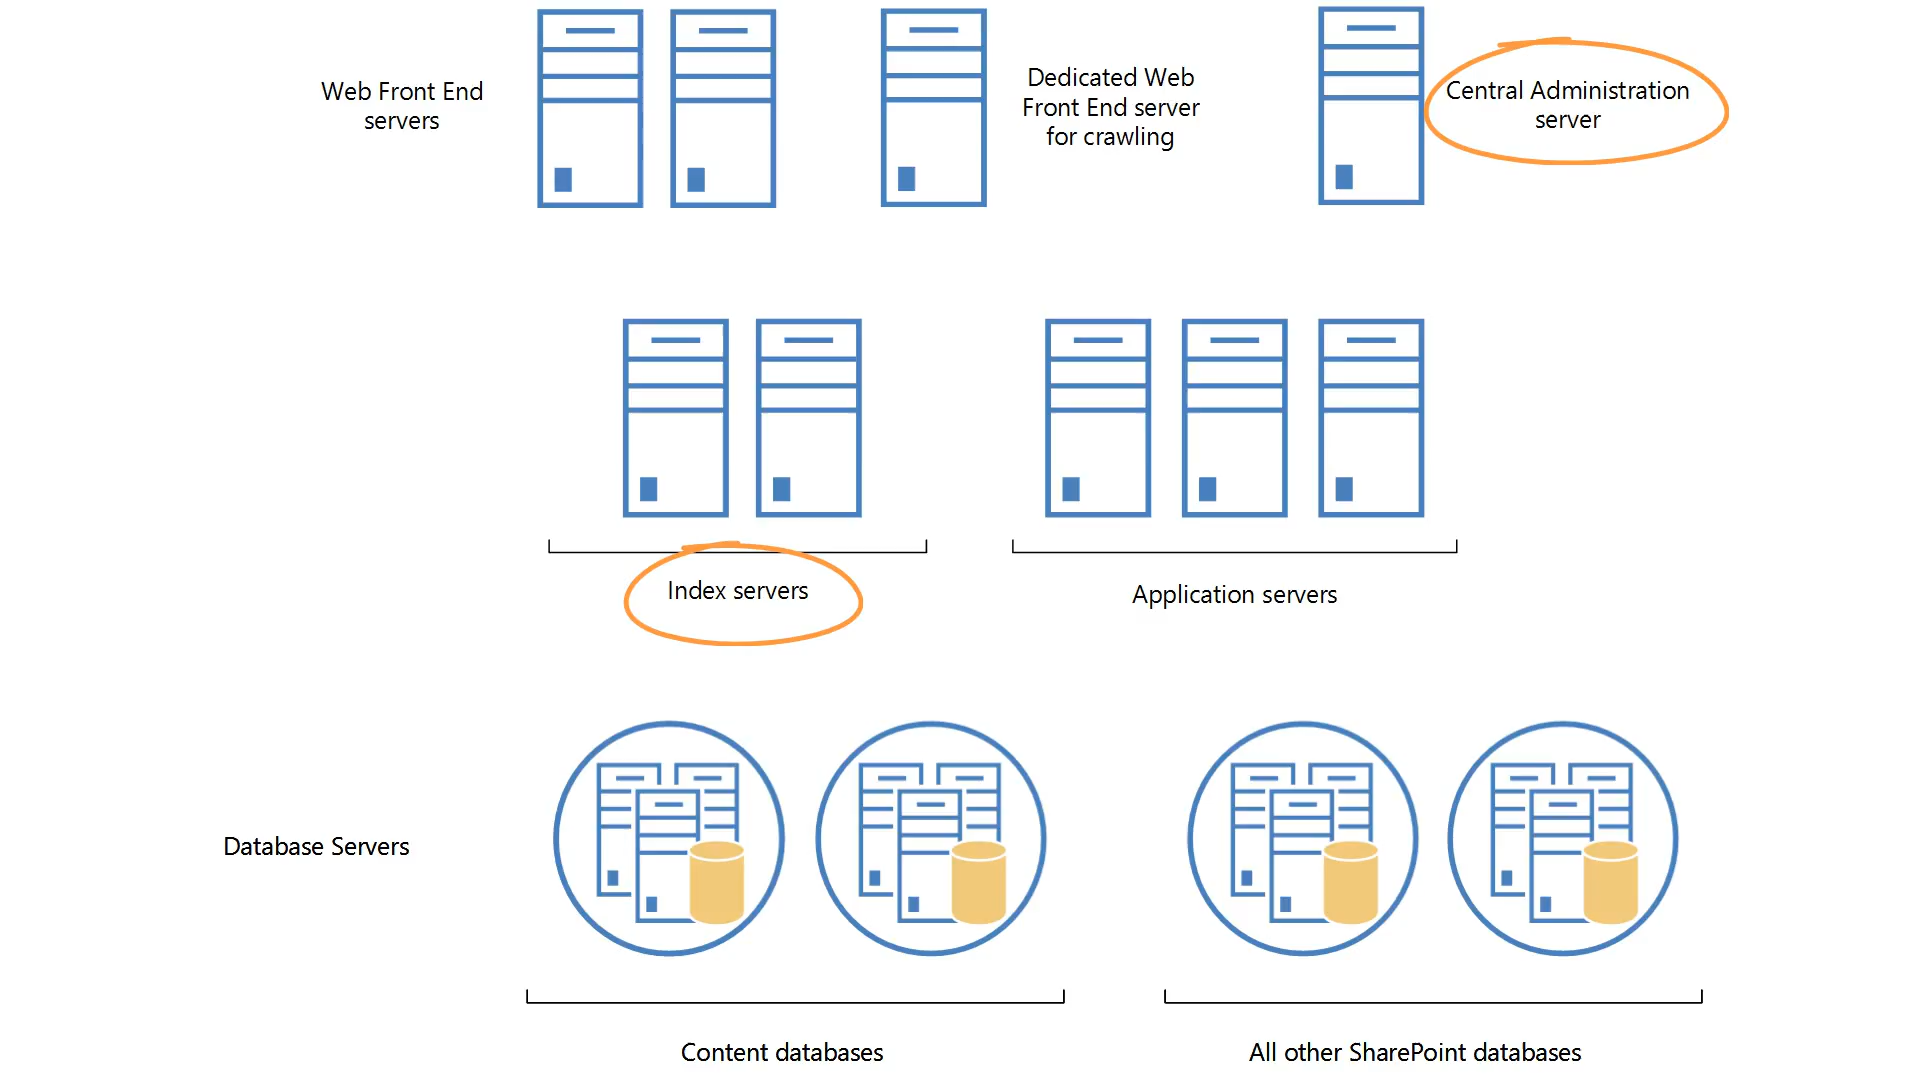 Web Front End
servers
Dedicated Web
Front End server
for crawling
Central Administration
server
Index servers
Application servers
Database Servers
Content databases
All other SharePoint databases